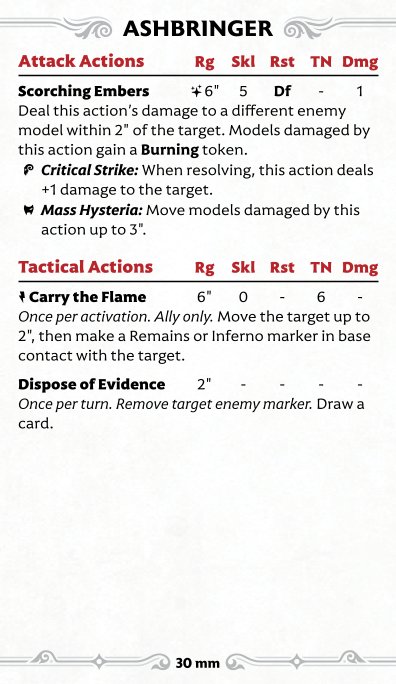 ASHBRINGER
Attack Actions Rg Skl Rst TN Dmg
Scorching Embers 6" 5 Df - 1
Deal this action's damage to a different enemy
model within 2" of the target. Models damaged by
this action gain a Burning token.
Critical Strike: When resolving, this action deals
+1 damage to the target.
Mass Hysteria: Move models damaged by this
action up to 3".
Tactical Actions Rg Skl Rst TN Dmg
Carry the Flame 6" 0 - 6 -
Once per activation. Ally only. Move the target up to
2", then make a Remains or Inferno marker in base
contact with the target.
Dispose of Evidence 2" - - - -
Once per turn. Remove target enemy marker. Draw a
card.
30 mm